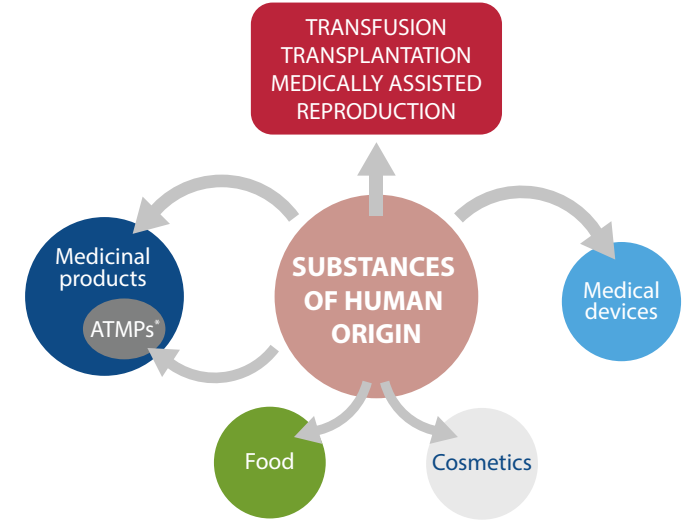 TRANSFUSION
TRANSPLANTATION
MEDICALLY ASSISTED
REPRODUCTION
SUBSTANCES
OF HUMAN
ORIGIN
Medicinal
products
ATMPs*
Medical
devices
Food
Cosmetics